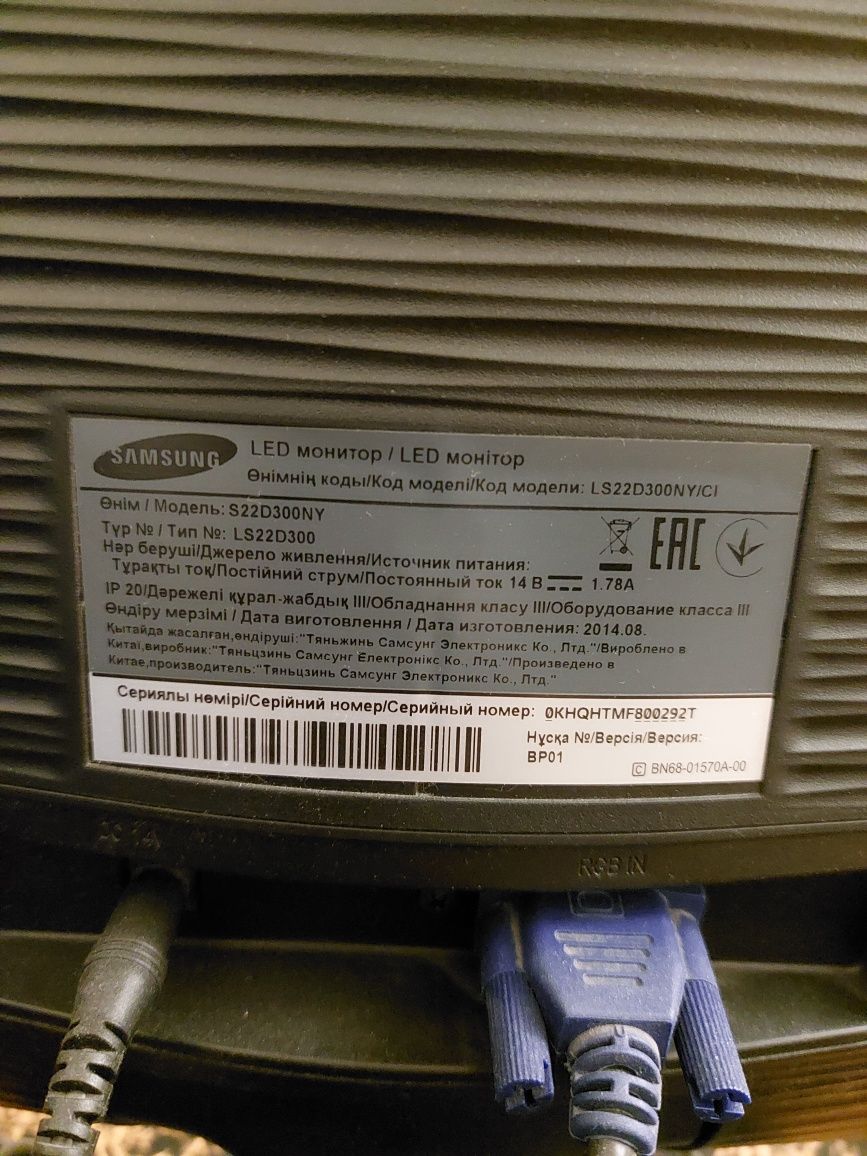 SAMSUNG
LED монитор / LED монітор
Өнімнің коды/Код моделі/Код модели: LS22D300NY/CI
Өнім / Модель: S22D300NY
Түр № / Тип №: LS22D300
Нәр беруші/Джерело живлення/Источник питания:
Тұрақты тоқ/Постійний струм/Постоянный ток 14 В 1.78A
IP 20/Дәрежелі құрал-жабдық III/Обладнання класу III/Оборудование класса III
Өндіру мерзімі / Дата виготовлення / Дата изготовления: 2014.08.
Қытайда жасалған,өндіруші:"Тяньжинь Самсунг Электроникс Ко., Лтд."/Вироблено в
Китаї,виробник:"Тяньцзинь Самсунг Електронікс Ко., Лтд."/Произведено в
Китае,производитель:"Тяньцзинь Самсунг Электроникс Ко., Лтд."
EAC
Сериялы нөмірі/Серійний номер/Серийный номер: 0KHQHTMF800292T
Нұсқа №/Версія/Версия:
BP01
C BN68-01570A-00
RGB IN